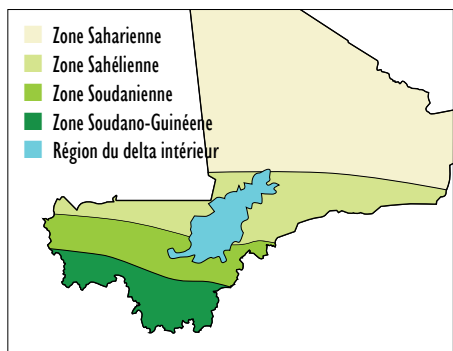 Zone Saharienne
Zone Sahélienne
Zone Soudanienne
Zone Soudano-Guinéene
Région du delta intérieur